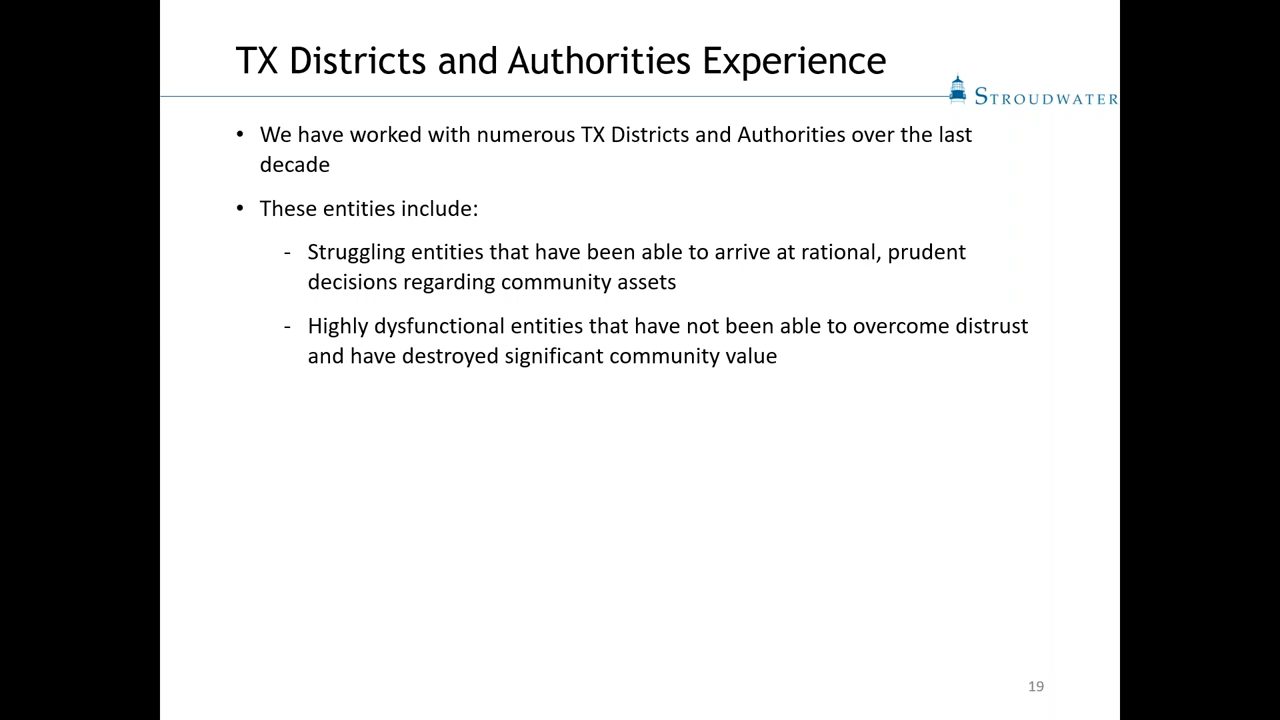 TX Districts and Authorities Experience
STROUDWATER
• We have worked with numerous TX Districts and Authorities over the last
decade
• These entities include:
- Struggling entities that have been able to arrive at rational, prudent
decisions regarding community assets
- Highly dysfunctional entities that have not been able to overcome distrust
and have destroyed significant community value
19